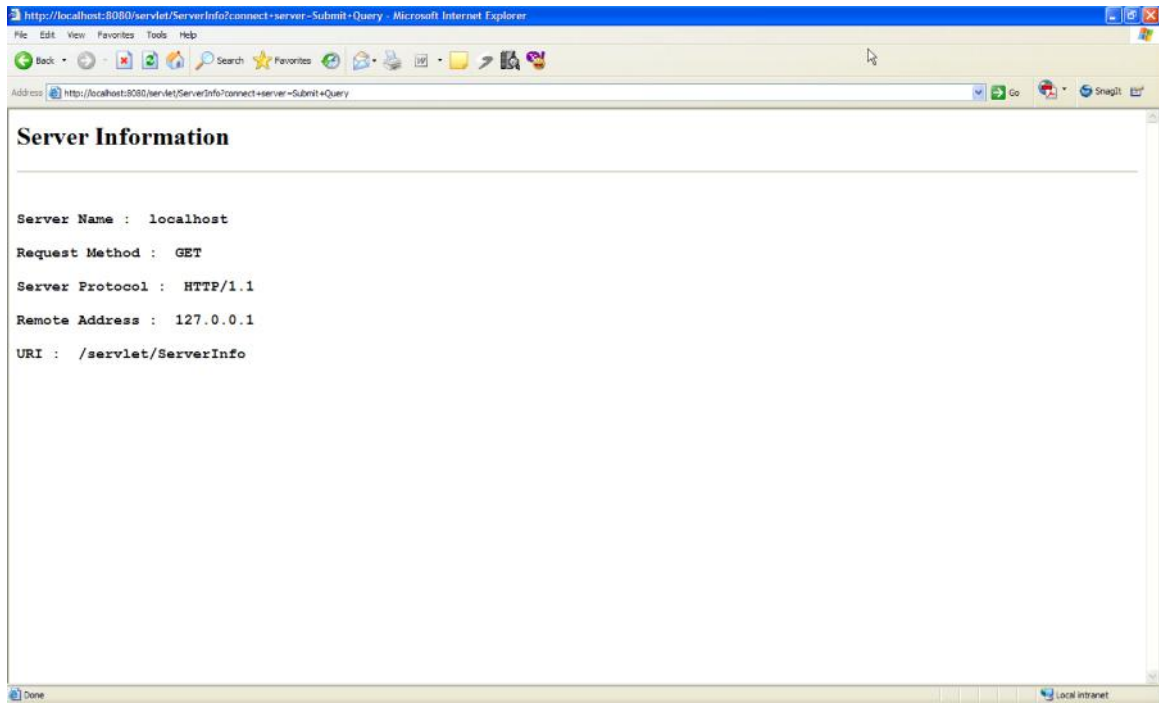 http://localhost:8080/servlet/ServerInfo?connect+server=Submit+Query - Microsoft Internet Explorer
File Edit View Favorites Tools Help
Back Search Favorites
Address http://localhost:8080/servlet/ServerInfo?connect+server=Submit+Query Go SnagIt
Server Information
Server Name : localhost
Request Method : GET
Server Protocol : HTTP/1.1
Remote Address : 127.0.0.1
URI : /servlet/ServerInfo
Done Local intranet